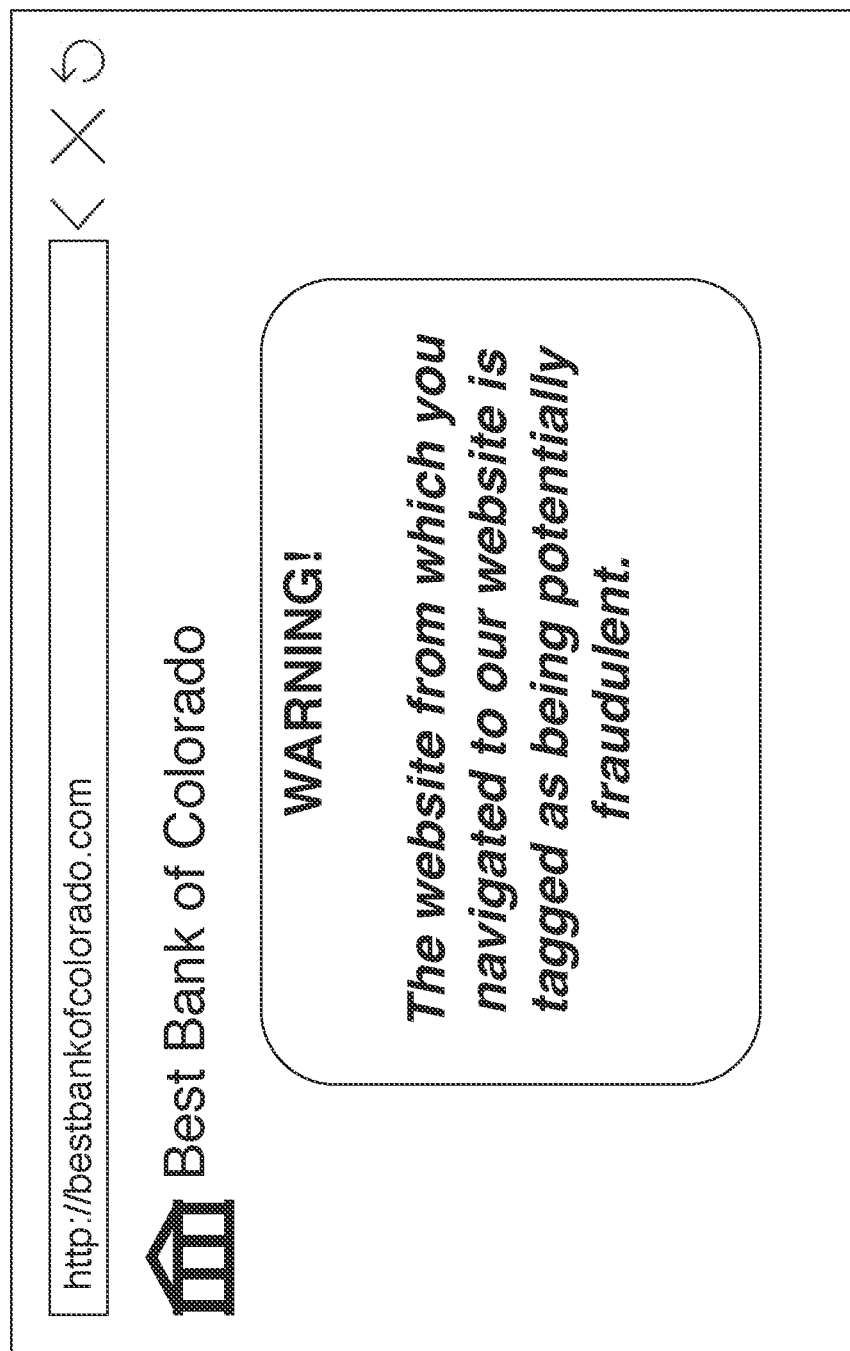 http://bestbankofcolorado.com
Best Bank of Colorado
WARNING!
The website from which you
navigated to our website is
tagged as being potentially
fraudulent.